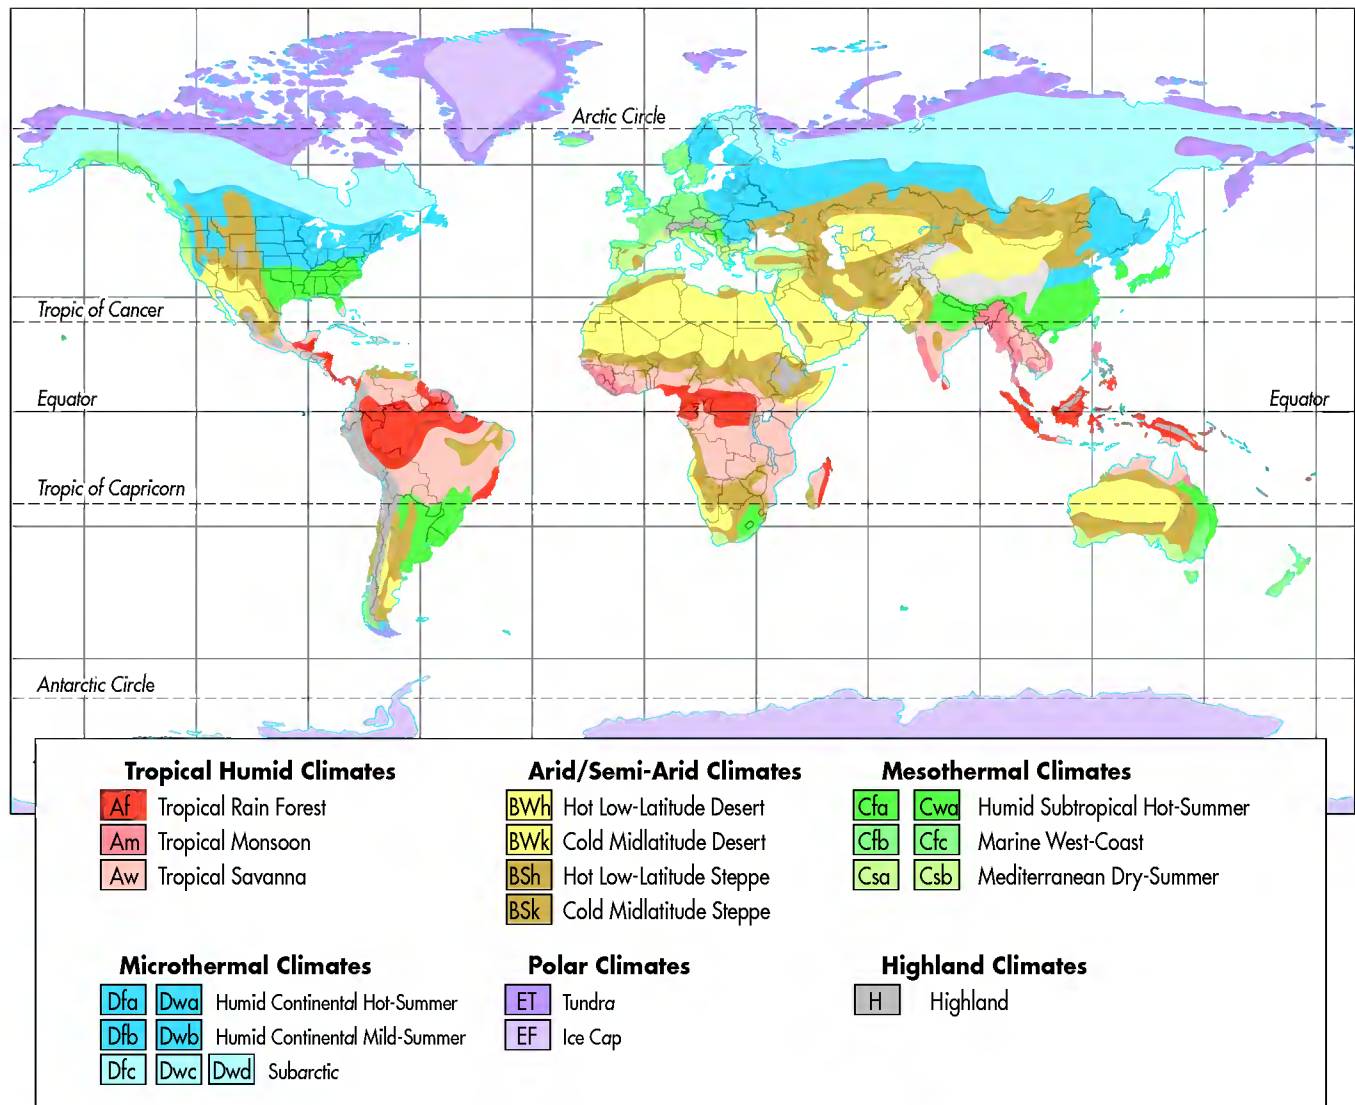 Arctic Circle
Tropic of Cancer
Equator
Equator
Tropic of Capricorn
Antarctic Circle
Tropical Humid Climates
Af Tropical Rain Forest
Am Tropical Monsoon
Aw Tropical Savanna
Arid/Semi-Arid Climates
BWh Hot Low-Latitude Desert
BWk Cold Midlatitude Desert
BSh Hot Low-Latitude Steppe
BSk Cold Midlatitude Steppe
Mesothermal Climates
Cfa Cwa Humid Subtropical Hot-Summer
Cfb Cfc Marine West-Coast
Csa Csb Mediterranean Dry-Summer
Microthermal Climates
Dfa Dwa Humid Continental Hot-Summer
Dfb Dwb Humid Continental Mild-Summer
Dfc Dwc Dwd Subarctic
Polar Climates
ET Tundra
EF Ice Cap
Highland Climates
H Highland